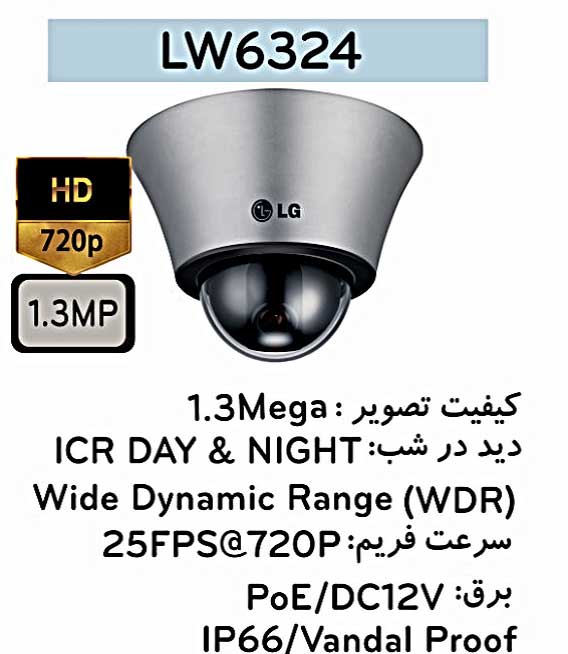 LW6324
LG
HD
720p
1.3MP
کیفیت تصویر : 1.3Mega
دید در شب: ICR DAY & NIGHT
Wide Dynamic Range (WDR)
سرعت فریم: 25FPS@720P
برق: PoE/DC12V
IP66/Vandal Proof